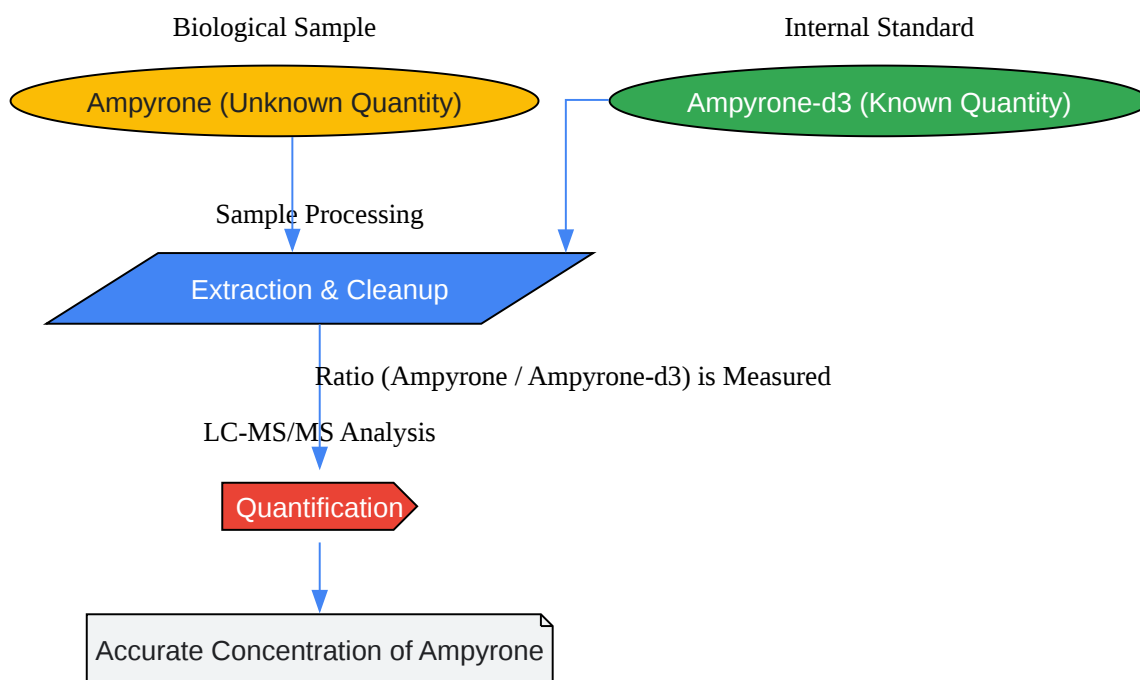 Biological Sample
Internal Standard
Ampyrone (Unknown Quantity)
Ampyrone-d3 (Known Quantity)
Sample Processing
Extraction & Cleanup
Ratio (Ampyrone / Ampyrone-d3) is Measured
LC-MS/MS Analysis
Quantification
Accurate Concentration of Ampyrone